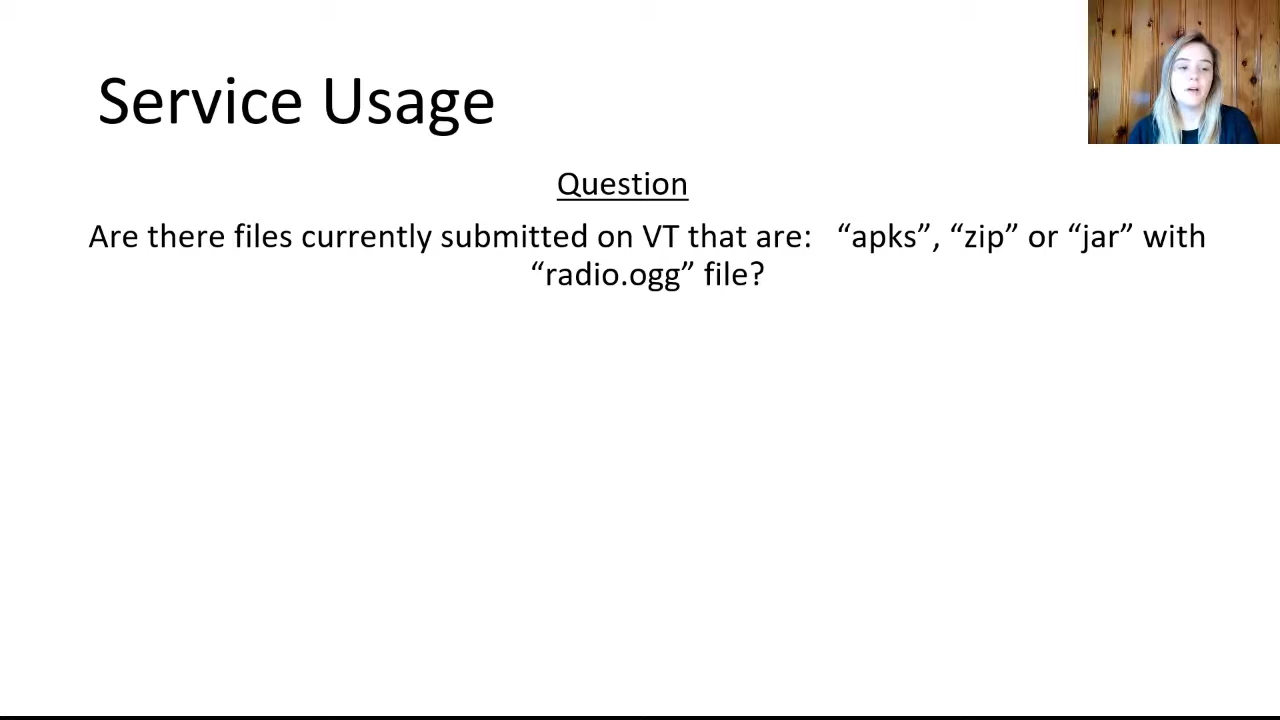 Service Usage
Question
Are there files currently submitted on VT that are: “apks”, “zip” or “jar” with
“radio.ogg” file?